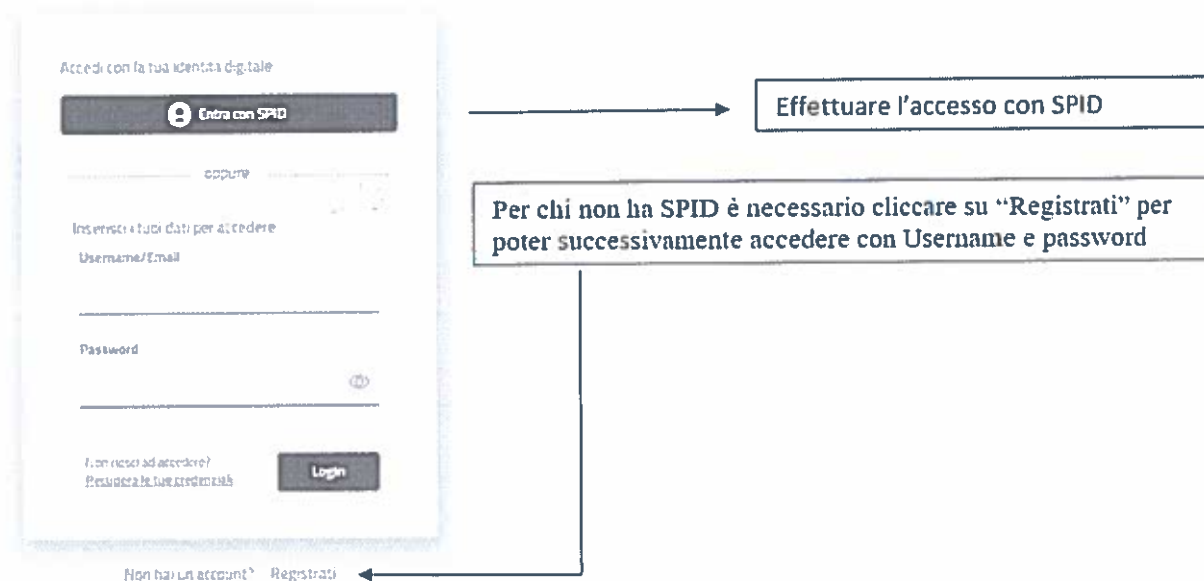 Accedi con la tua identità digitale
Entra con SPID
oppure
Inserisci i tuoi dati per accedere
Username/Email
Password
Non riesci ad accedere?
Recupera le tue credenziali
Login
Non hai un account? Registrati
Effettuare l’accesso con SPID
Per chi non ha SPID è necessario cliccare su “Registrati” per
poter successivamente accedere con Username e password